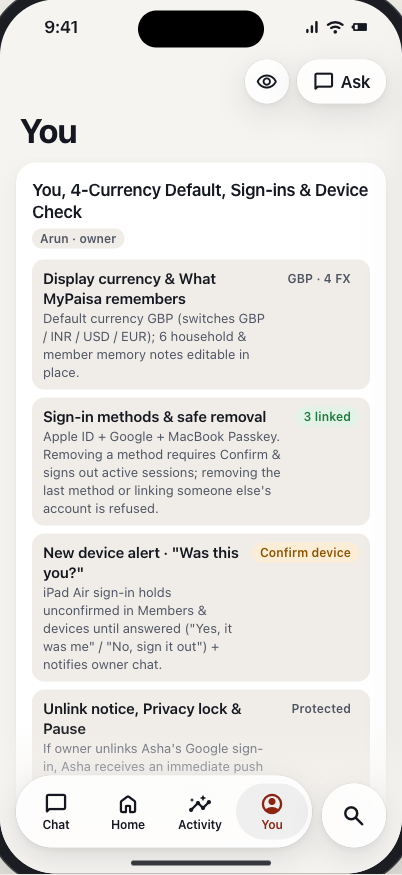 9:41
Ask
You
You, 4-Currency Default, Sign-ins & Device
Check
Arun · owner
Display currency & What
MyPaisa remembers
GBP · 4 FX
Default currency GBP (switches GBP
/ INR / USD / EUR); 6 household &
member memory notes editable in
place.
Sign-in methods & safe removal
3 linked
Apple ID + Google + MacBook Passkey.
Removing a method requires Confirm &
signs out active sessions; removing the
last method or linking someone else's
account is refused.
New device alert · "Was this
you?"
Confirm device
iPad Air sign-in holds
unconfirmed in Members &
devices until answered ("Yes, it
was me" / "No, sign it out") +
notifies owner chat.
Unlink notice, Privacy lock &
Pause
Protected
If owner unlinks Asha's Google sign-
in, Asha receives an immediate push
Chat
Home
Activity
You